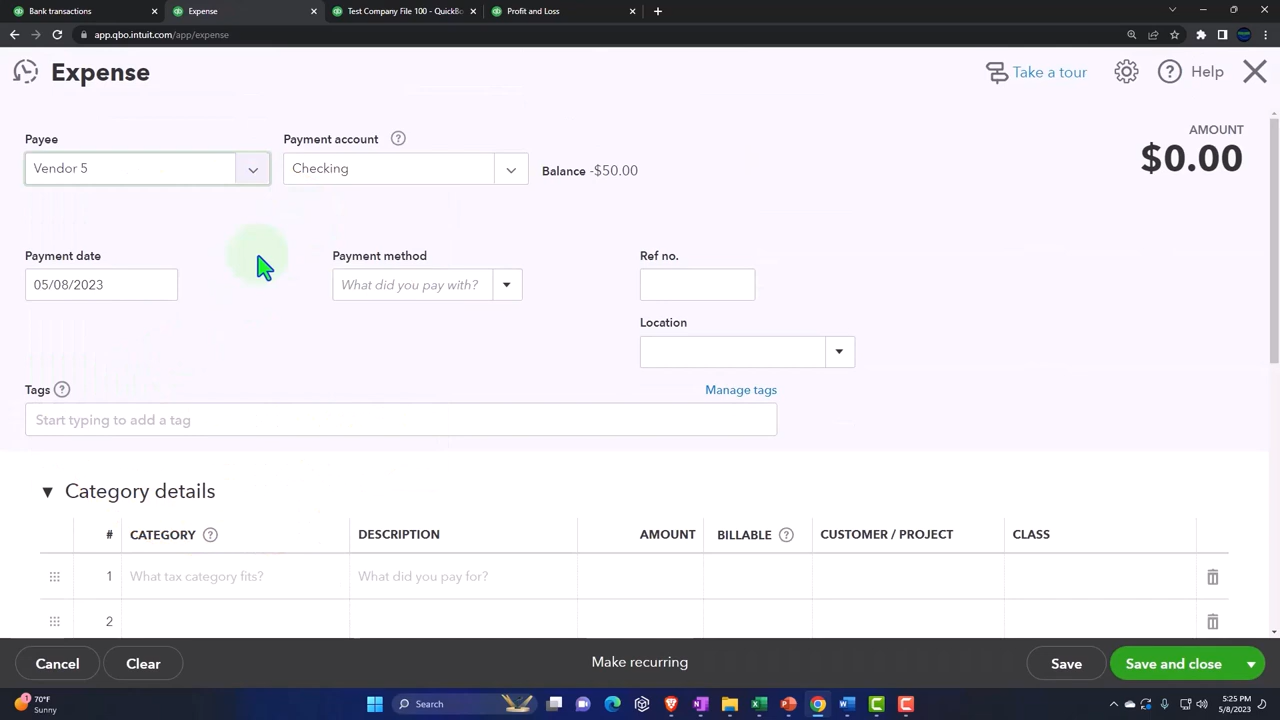 Bank transactions
Expense
Test Company File 100 - QuickBo
Profit and Loss
app.qbo.intuit.com/app/expense
Expense
Take a tour
Help
Payee
Payment account
AMOUNT
Vendor 5
Checking
Balance -$50.00
$0.00
Payment date
Payment method
Ref no.
05/08/2023
What did you pay with?
Location
Tags
Manage tags
Start typing to add a tag
Category details
# CATEGORY DESCRIPTION AMOUNT BILLABLE CUSTOMER / PROJECT CLASS
1 What tax category fits? What did you pay for?
2
Cancel
Clear
Make recurring
Save
Save and close
70°F
Sunny
Search
5:25 PM
5/8/2023